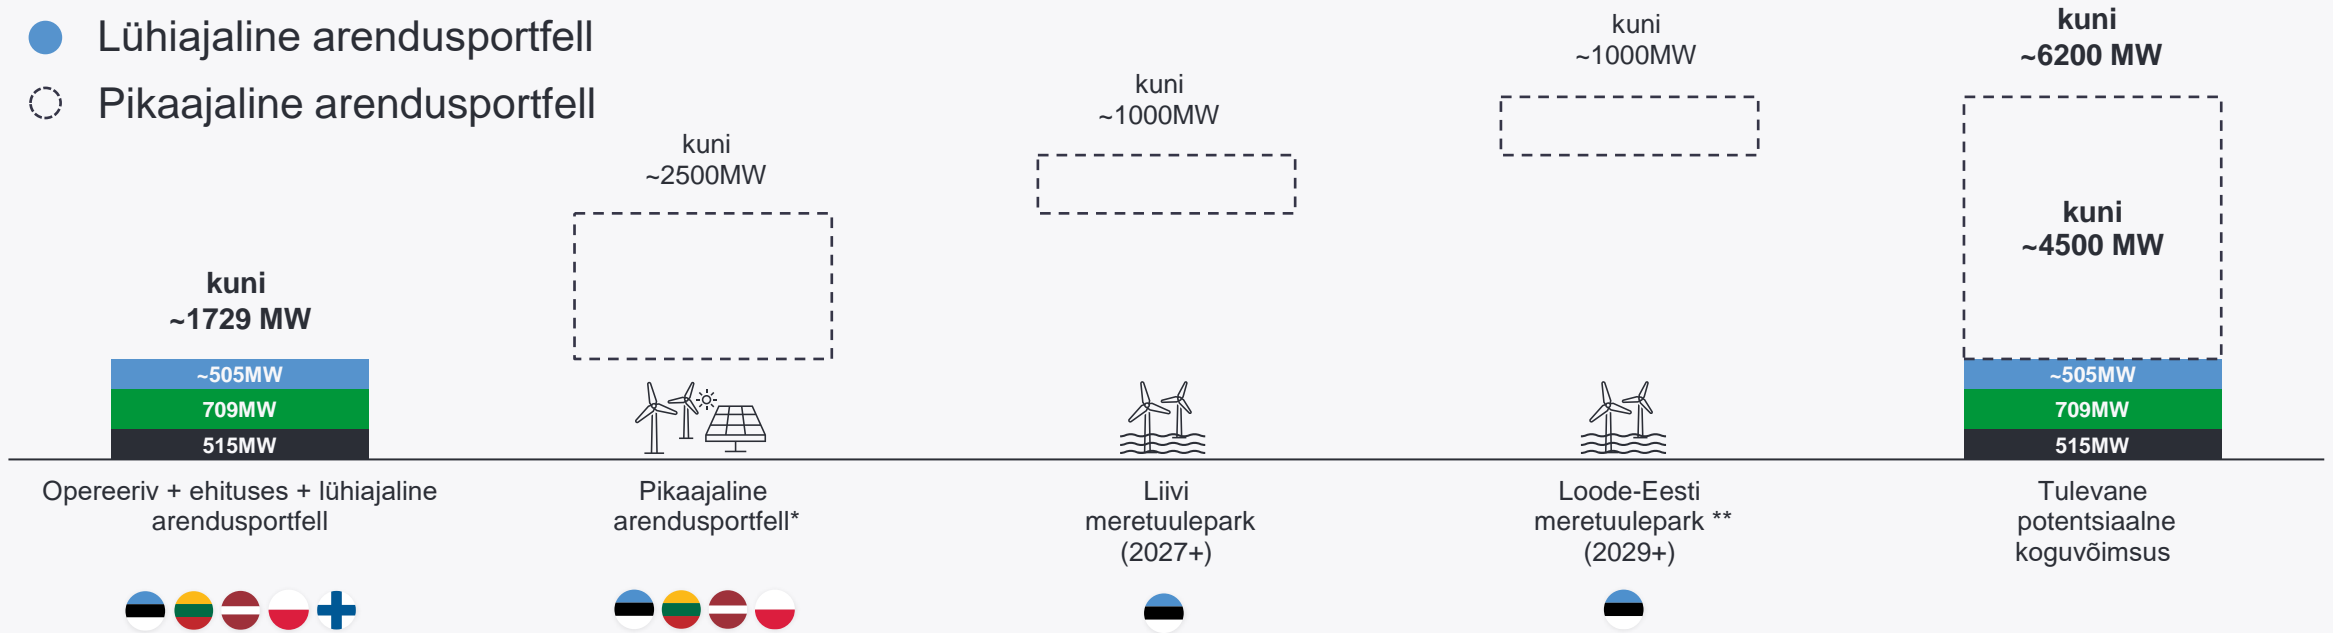 Lühiajaline arendusportfell
Pikaajaline arendusportfell
kuni
~1729 MW
~505MW
709MW
515MW
Opereeriv + ehituses + lühiajaline
arendusportfell
kuni
~2500MW
Pikaajaline
arendusportfell*
kuni
~1000MW
Liivi
meretuulepark
(2027+)
kuni
~1000MW
Loode-Eesti
meretuulepark **
(2029+)
kuni
~6200 MW
kuni
~4500 MW
~505MW
709MW
515MW
Tulevane
potentsiaalne
koguvõimsus